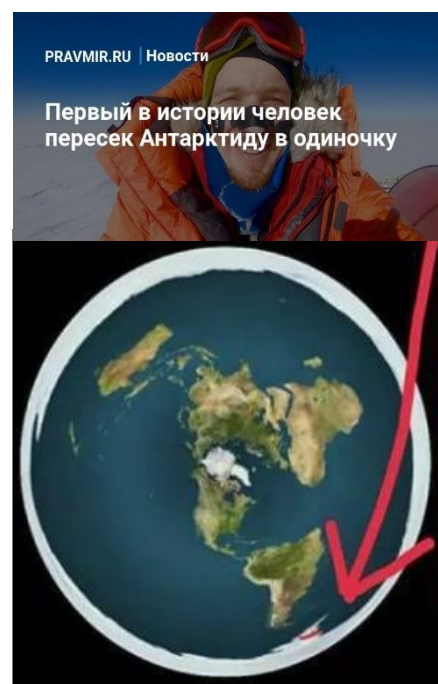 PRAVMIR.RU | Новости
Первый в истории человек
пересек Антарктиду в одиночку